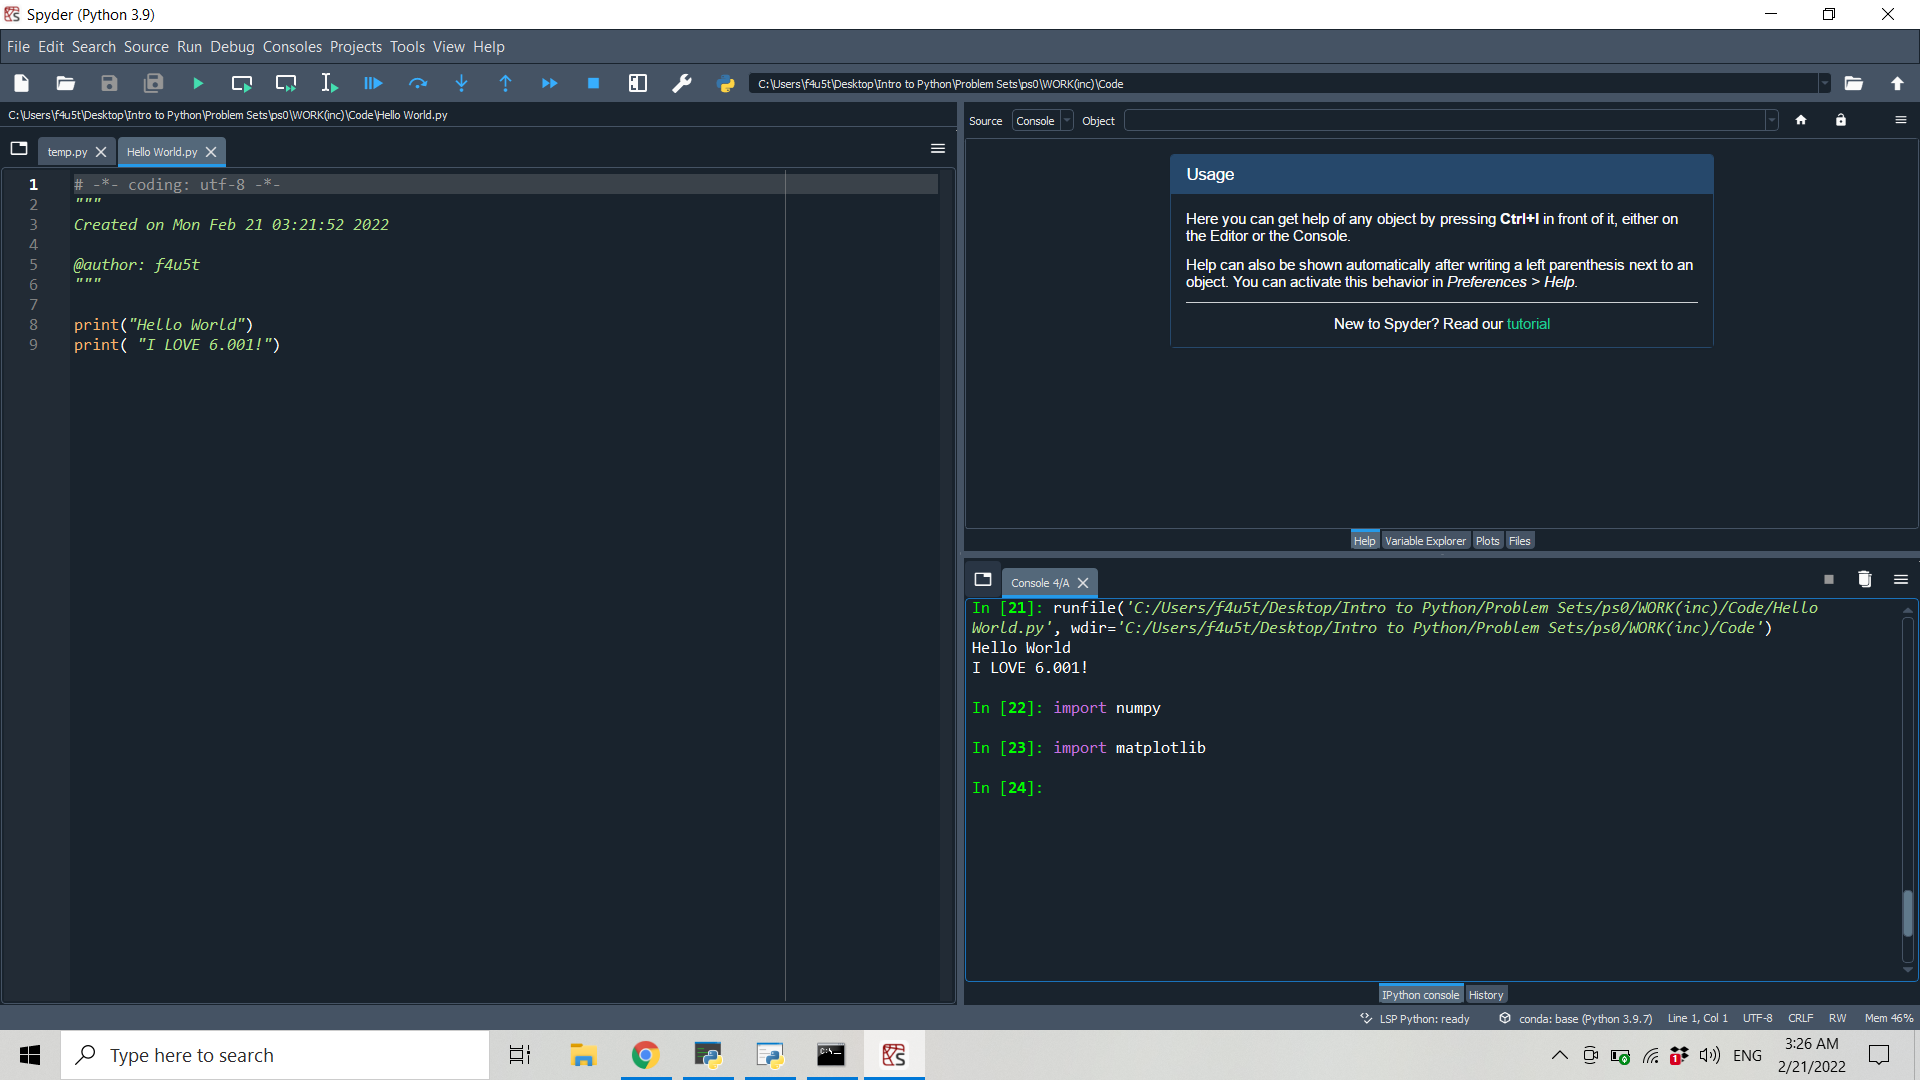 Spyder (Python 3.9)
File Edit Search Source Run Debug Consoles Projects Tools View Help
C:\Users\f4u5t\Desktop\Intro to Python\Problem Sets\ps0\WORK(inc)\Code
C:\Users\f4u5t\Desktop\Intro to Python\Problem Sets\ps0\WORK(inc)\Code\Hello World.py
temp.py Hello World.py
1 # -*- coding: utf-8 -*-
2 """
3 Created on Mon Feb 21 03:21:52 2022
4
5 @author: f4u5t
6 """
7
8 print("Hello World")
9 print( "I LOVE 6.001!")
Source Console Object
Usage
Here you can get help of any object by pressing Ctrl+I in front of it, either on
the Editor or the Console.
Help can also be shown automatically after writing a left parenthesis next to an
object. You can activate this behavior in Preferences > Help.
New to Spyder? Read our tutorial
Help Variable Explorer Plots Files
Console 4/A
In [21]: runfile('C:/Users/f4u5t/Desktop/Intro to Python/Problem Sets/ps0/WORK(inc)/Code/Hello
World.py', wdir='C:/Users/f4u5t/Desktop/Intro to Python/Problem Sets/ps0/WORK(inc)/Code')
Hello World
I LOVE 6.001!
In [22]: import numpy
In [23]: import matplotlib
In [24]:
IPython console History
LSP Python: ready conda: base (Python 3.9.7) Line 1, Col 1 UTF-8 CRLF RW Mem 46%
Type here to search
1
ENG
3:26 AM
2/21/2022